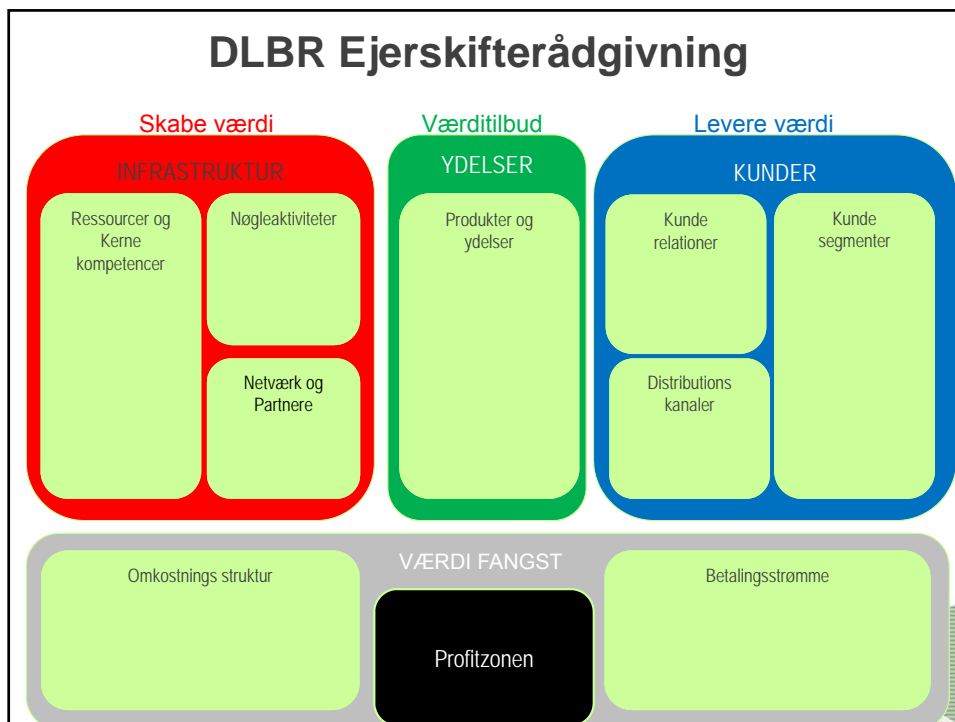 DLBR Ejerskifterådgivning
Skabe værdi
Værditilbud
Levere værdi
INFRASTRUKTUR
YDELSER
KUNDER
Ressourcer og
Kerne
kompetencer
Nøgleaktiviteter
Netværk og
Partnere
Produkter og
ydelser
Kunde
relationer
Distributions
kanaler
Kunde
segmenter
VÆRDI FANGST
Omkostnings struktur
Profitzonen
Betalingsstrømme